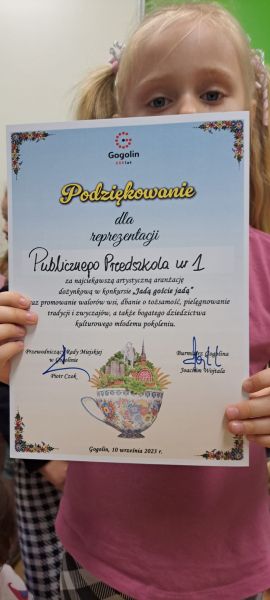 Gogolin
Podziękowanie
dla
reprezentacji
Publicznego Przedszkola nr 1
za najciekawszą artystyczną aranżację
dożynkową w konkursie „Jadą goście jadą”
oraz promowanie walorów wsi, dbanie o tożsamość, pielęgnowanie
tradycji i zwyczajów, a także bogatego dziedzictwa
kulturowego młodemu pokoleniu.
Przewodniczący Rady Miejskiej
w Gogolinie
Piotr Czok
Burmistrz Gogolina
Joachim Wojtala
Gogolin, 10 września 2023 r.